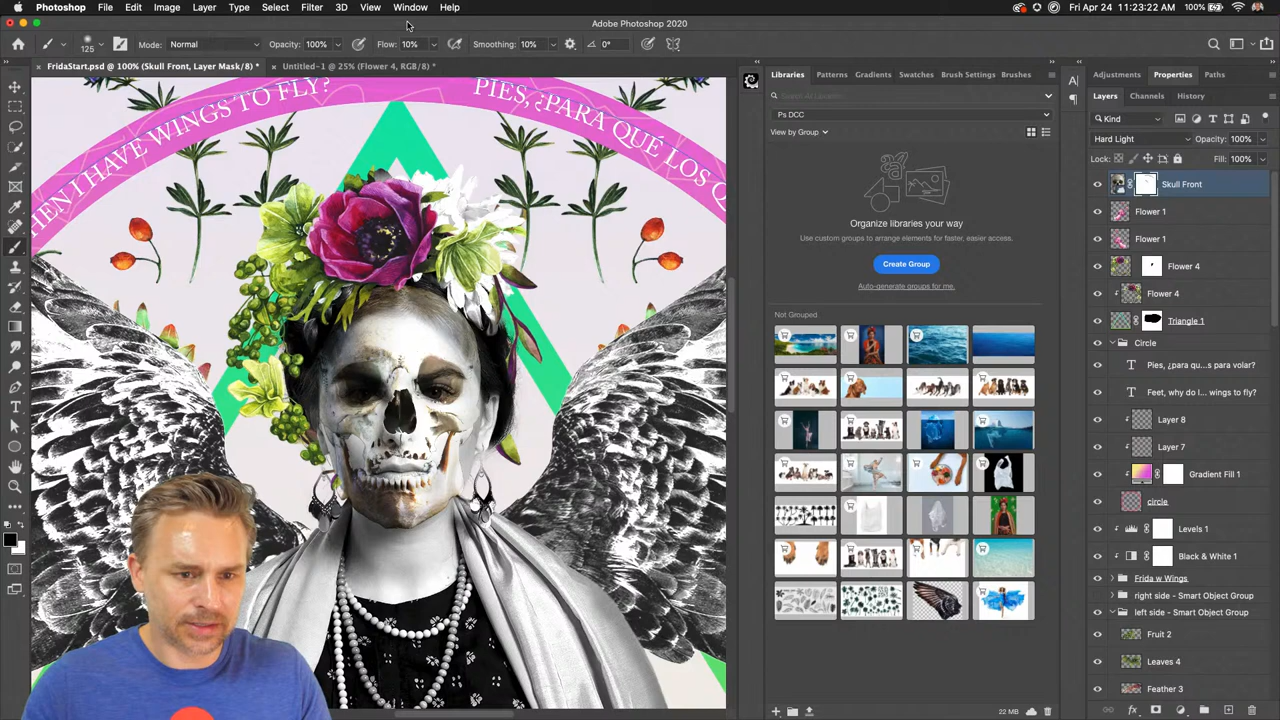 Photoshop File Edit Image Layer Type Select Filter 3D View Window Help
100% Fri Apr 24 11:23:22
Adobe Photoshop 2020
125 Mode: Normal Opacity: 100% Flow: 10% Smoothing: 10% 0°
FridaStart.psd @ 100% (Skull Front, Layer Mask/8) *
Untitled-1 @ 25% (Flower 4, RGB/8) *
HEN I HAVE WINGS TO FLY?
PIES, ¿PARA QUÉ LOS Q
Libraries Patterns Gradients Swatches Brush Settings Brushes
Ps DCC
View by Group
Organize libraries your way
Use custom groups to arrange elements for faster, easier access.
Create Group
Auto-generate groups for me.
Not Grouped
22 MB
Adjustments Properties Paths
Layers Channels History
Kind
Hard Light Opacity: 100%
Lock: Fill: 100%
Skull Front
Flower 1
Flower 1
Flower 4
Flower 4
Triangle 1
Circle
T Pies, ¿para qu... para volar?
T Feet, why do I... wings to fly?
Layer 8
Layer 7
Gradient Fill 1
circle
Levels 1
Black & White 1
Frida w Wings
right side - Smart Object Group
left side - Smart Object Group
Fruit 2
Leaves 4
Feather 3